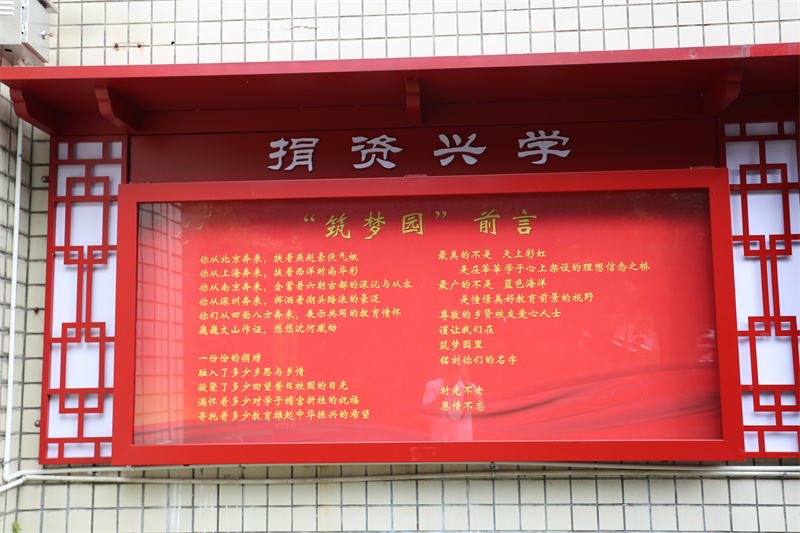 捐资兴学
“筑梦园”前言
你从北京奔来，挟着燕赵豪侠气概
你从上海奔来，披着西洋时尚华彩
你从南京奔来，含蓄着六朝古都的深沉与从容
你从深圳奔来，挥洒着潮头踏浪的豪迈
你们从四面八方奔来，展示共同的教育情怀
巍巍文山作证，悠悠沈河感动
一份份的捐赠
融入了多少乡思与乡情
凝聚了多少回望昔日校园的目光
满怀着多少对学子蟾宫折桂的祝福
寄托着多少教育雄起中华振兴的希望
最美的不是 天上彩虹
是在莘莘学子心上架设的理想信念之桥
最广的不是 蓝色海洋
是憧憬美好教育前景的视野
尊敬的乡贤校友爱心人士
谨让我们在
筑梦园里
铭刻你们的名字
时光不老
恩情不忘